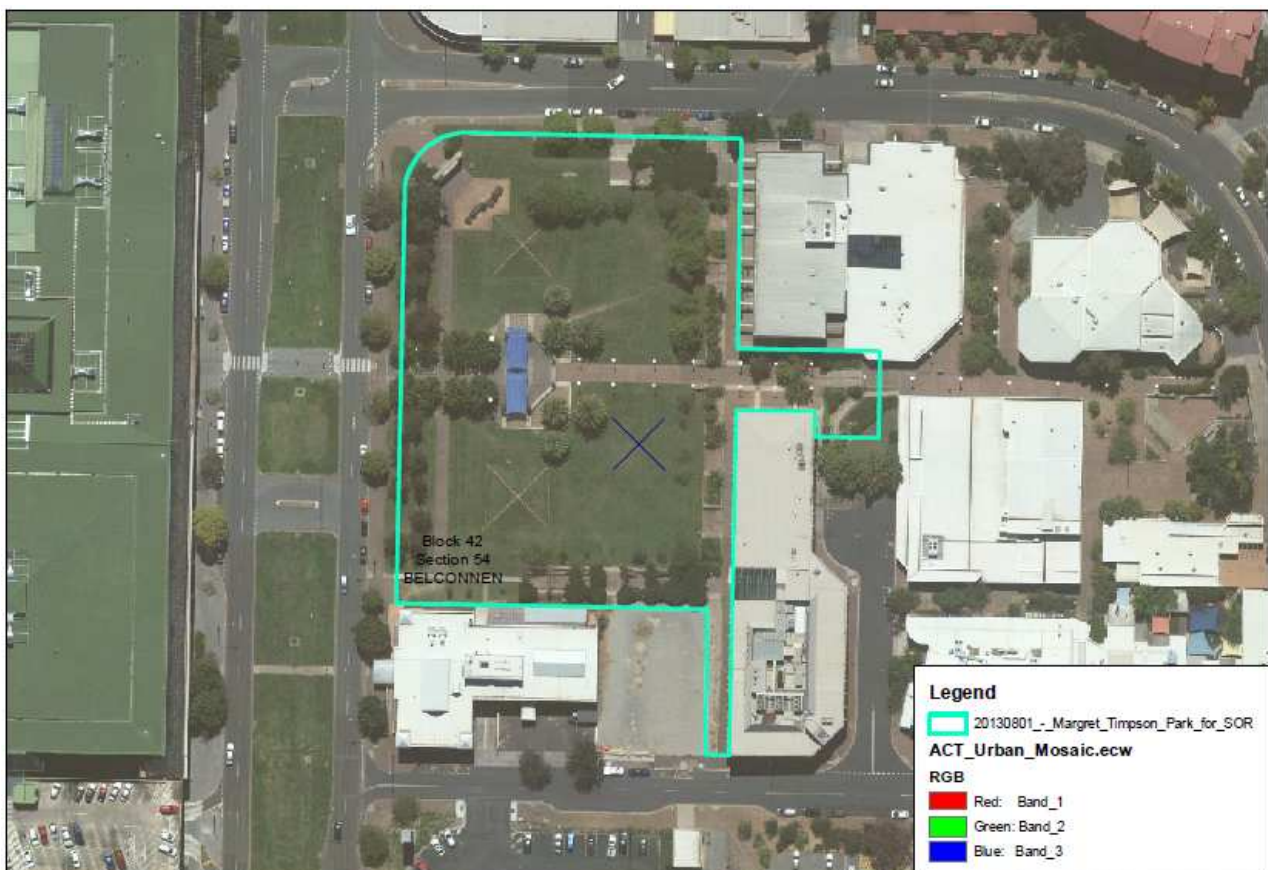 Block 42
Section 54
BELCONNEN
Legend
20130801_-_Margret_Timpson_Park_for_SOR
ACT_Urban_Mosaic.ecw
RGB
Red: Band_1
Green: Band_2
Blue: Band_3